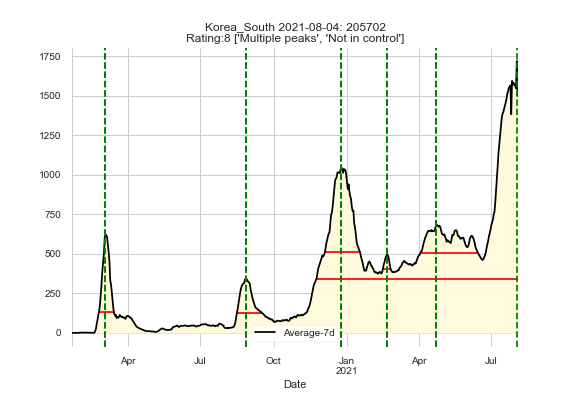 Korea_South 2021-08-04: 205702
Rating:8 ['Multiple peaks', 'Not in control']
1750
1500
1250
1000
750
500
250
0
Average-7d
Apr
Jul
Oct
Jan
2021
Apr
Jul
Date